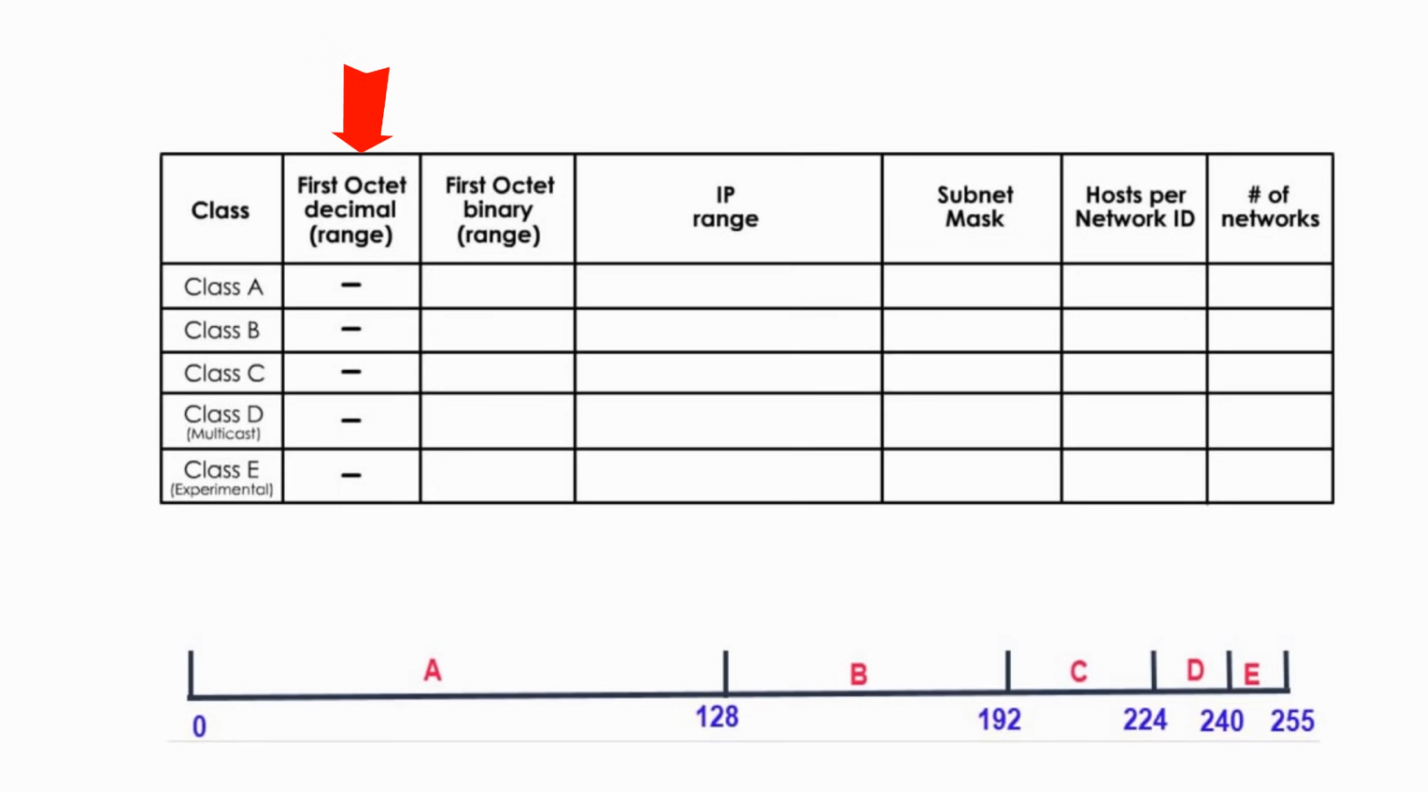 Class
First Octet
decimal
(range)
First Octet
binary
(range)
IP
range
Subnet
Mask
Hosts per
Network ID
# of
networks
Class A
–
Class B
–
Class C
–
Class D
(Multicast)
–
Class E
(Experimental)
–
A
B
C
D
E
0
128
192
224
240
255